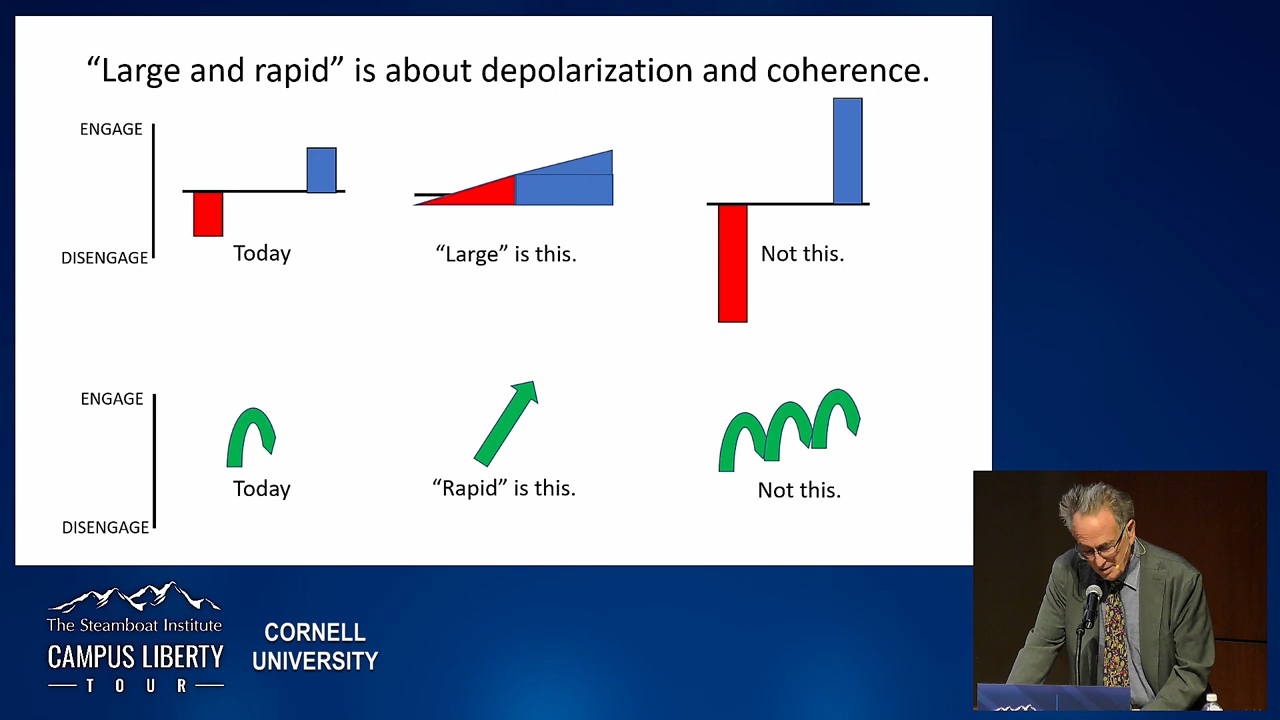 “Large and rapid” is about depolarization and coherence.
ENGAGE
DISENGAGE
Today
“Large” is this.
Not this.
ENGAGE
DISENGAGE
Today
“Rapid” is this.
Not this.
The Steamboat Institute
CAMPUS LIBERTY
TOUR
CORNELL
UNIVERSITY